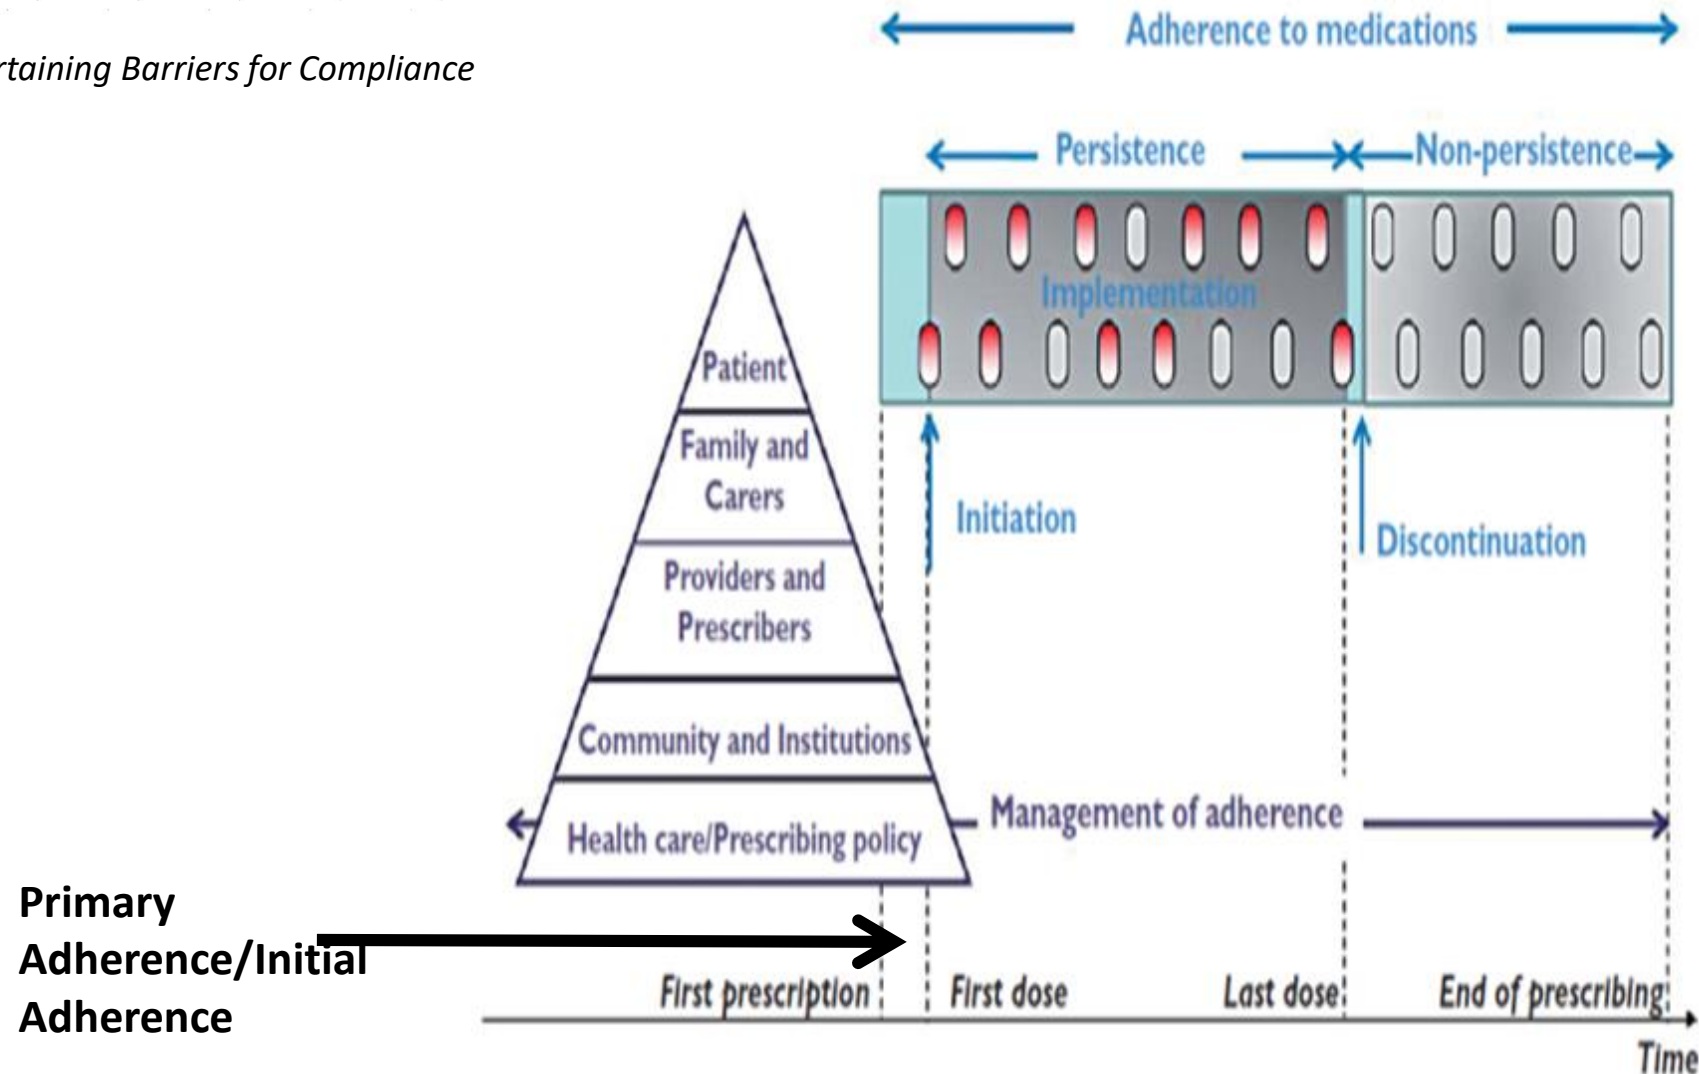 Adherence to medications
rtaining Barriers for Compliance
Persistence
Non-persistence
Implementation
Patient
Family and
Carers
Providers and
Prescribers
Community and Institutions
Health care/Prescribing policy
Initiation
Discontinuation
Management of adherence
Primary
Adherence/Initial
Adherence
First prescription
First dose
Last dose
End of prescribing
Time